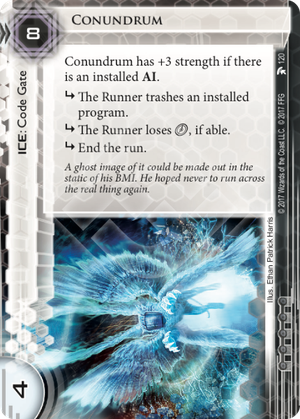 CONUNDRUM
8
ICE: Code Gate
Conundrum has +3 strength if there
is an installed AI.
↳ The Runner trashes an installed
program.
↳ The Runner loses , if able.
↳ End the run.
A ghost image of it could be made out in the
static of his BMI. He hoped never to run across
the real thing again.
120
© 2017 Wizards of the Coast LLC. © 2017 FFG
Illus. Ethan Patrick Harris
4